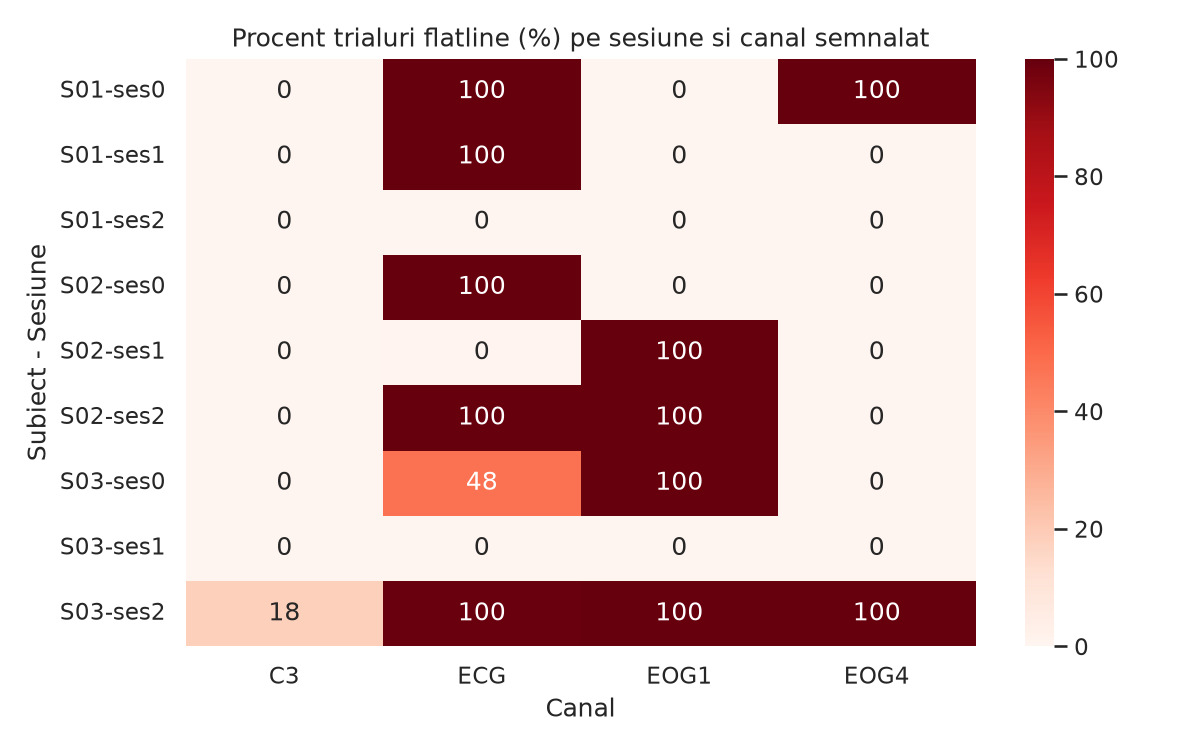 Procent trialuri flatline (%) pe sesiune si canal semnalat
Subiect - Sesiune
S01-ses0 0 100 0 100
S01-ses1 0 100 0 0
S01-ses2 0 0 0 0
S02-ses0 0 100 0 0
S02-ses1 0 0 100 0
S02-ses2 0 100 100 0
S03-ses0 0 48 100 0
S03-ses1 0 0 0 0
S03-ses2 18 100 100 100
C3 ECG EOG1 EOG4
Canal
100
80
60
40
20
0